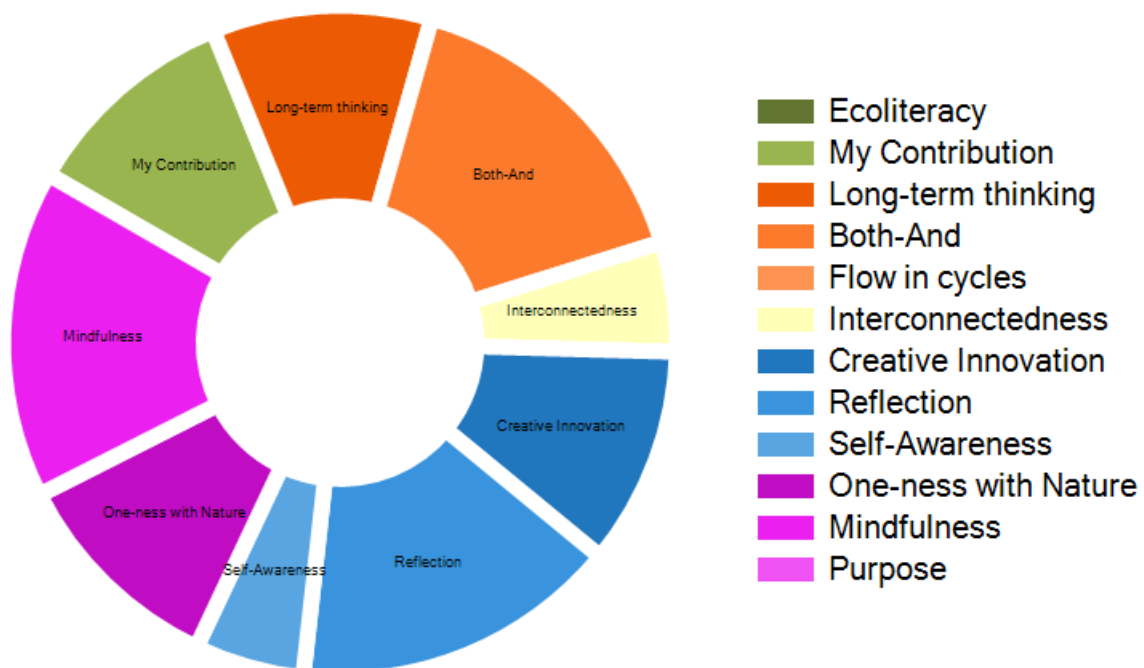 Long-term thinking
My Contribution
Both-And
Interconnectedness
Mindfulness
Creative Innovation
One-ness with Nature
Reflection
Self-Awareness
Ecoliteracy
My Contribution
Long-term thinking
Both-And
Flow in cycles
Interconnectedness
Creative Innovation
Reflection
Self-Awareness
One-ness with Nature
Mindfulness
Purpose